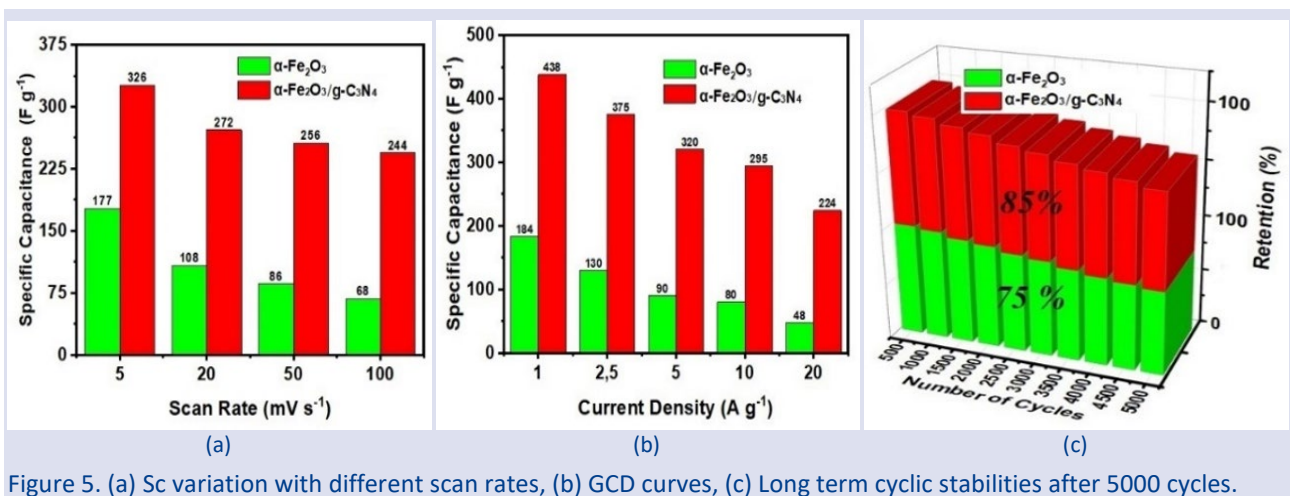 375
300
225
150
75
0
Specific Capacitance (F g⁻¹)
α-Fe₂O₃
α-Fe₂O₃/g-C₃N₄
326
272
256
244
177
108
86
68
5 20 50 100
Scan Rate (mV s⁻¹)
(a)
500
400
300
200
100
0
Specific Capacitance (F g⁻¹)
α-Fe₂O₃
α-Fe₂O₃/g-C₃N₄
438
375
320
295
224
184
130
90
80
48
1 2,5 5 10 20
Current Density (A g⁻¹)
(b)
α-Fe₂O₃
α-Fe₂O₃/g-C₃N₄
85%
75 %
100
100
0
Retention (%)
500 1000 1500 2000 2500 3000 3500 4000 4500 5000
Number of Cycles
(c)
Figure 5. (a) Sc variation with different scan rates, (b) GCD curves, (c) Long term cyclic stabilities after 5000 cycles.